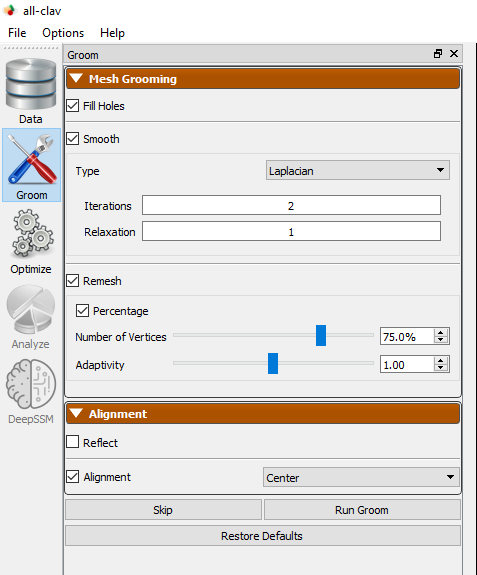 all-clav
File Options Help
Groom
Mesh Grooming
Fill Holes
Data
Smooth
Type Laplacian
Groom
Iterations 2
Relaxation 1
Optimize
Remesh
Percentage
Number of Vertices 75.0%
Analyze
Adaptivity 1.00
DeepSSM
Alignment
Reflect
Alignment Center
Skip Run Groom
Restore Defaults